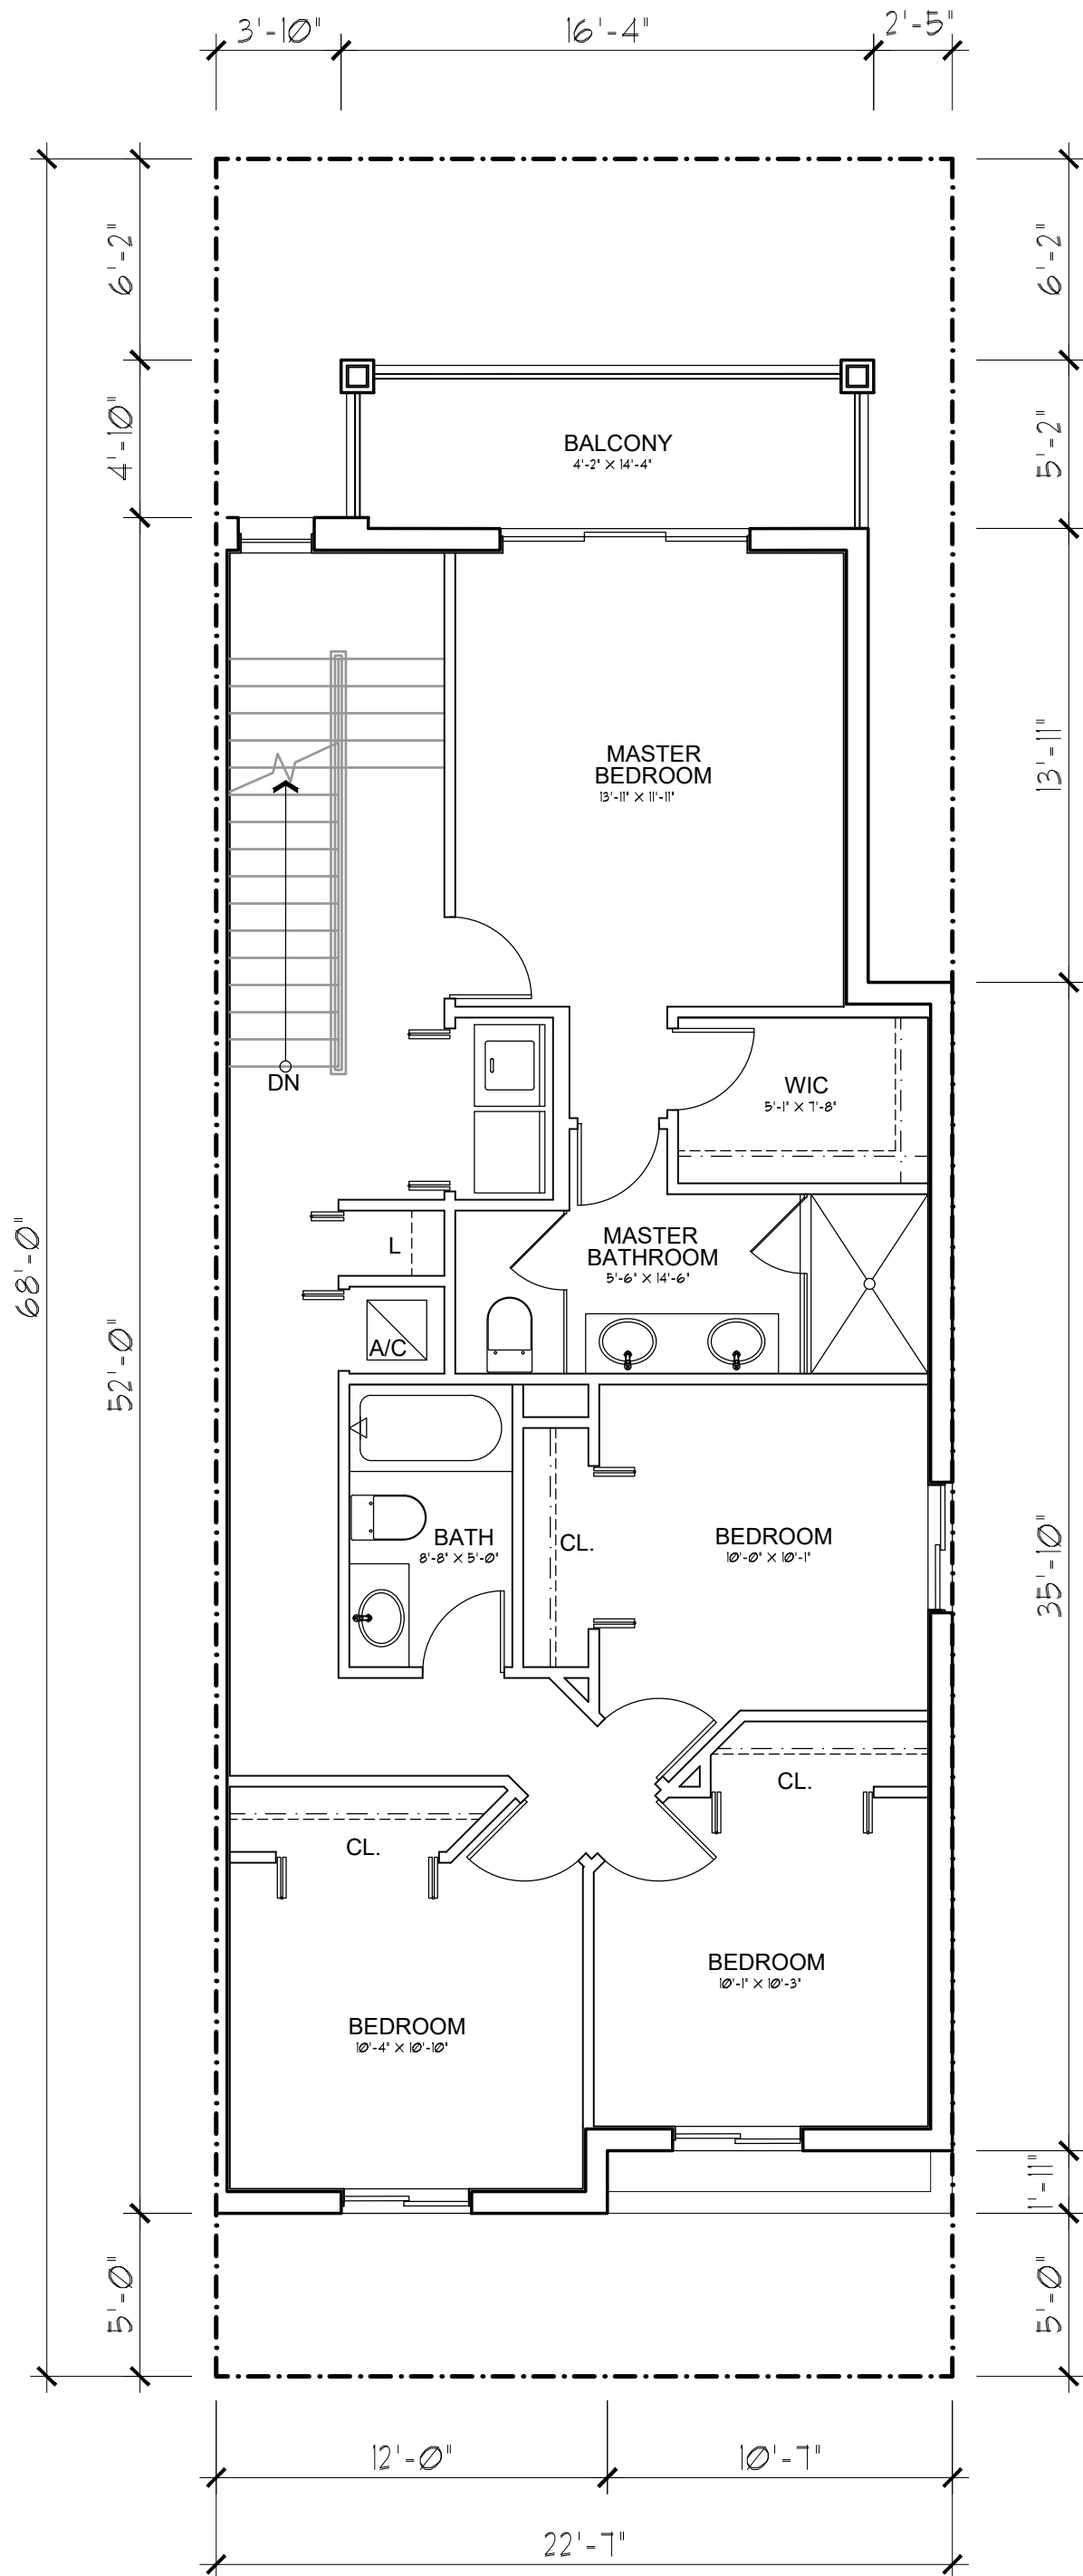 3'-10"
16'-4"
2'-5"
6'-2"
6'-2"
4'-10"
5'-2"
BALCONY
4'-2" X 14'-4"
13'-11"
MASTER
BEDROOM
13'-11" X 11'-11"
DN
WIC
5'-1" X 7'-8"
68'-0"
52'-0"
L
MASTER
BATHROOM
5'-6" X 14'-6"
A/C
35'-10"
BATH
8'-8" X 5'-0"
CL.
BEDROOM
10'-0" X 10'-1"
CL.
CL.
BEDROOM
10'-1" X 10'-3"
BEDROOM
10'-4" X 10'-10"
1'-11"
5'-0"
5'-0"
12'-0"
10'-7"
22'-7"